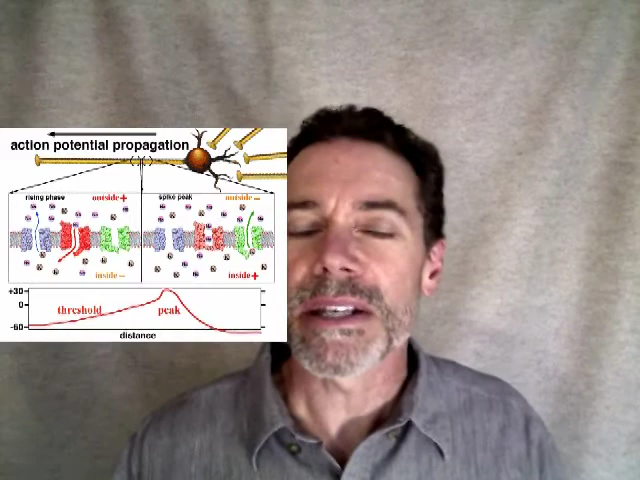 action potential propagation
rising phase
outside +
spike peak
outside −
inside −
inside +
+30
0
-60
threshold
peak
distance